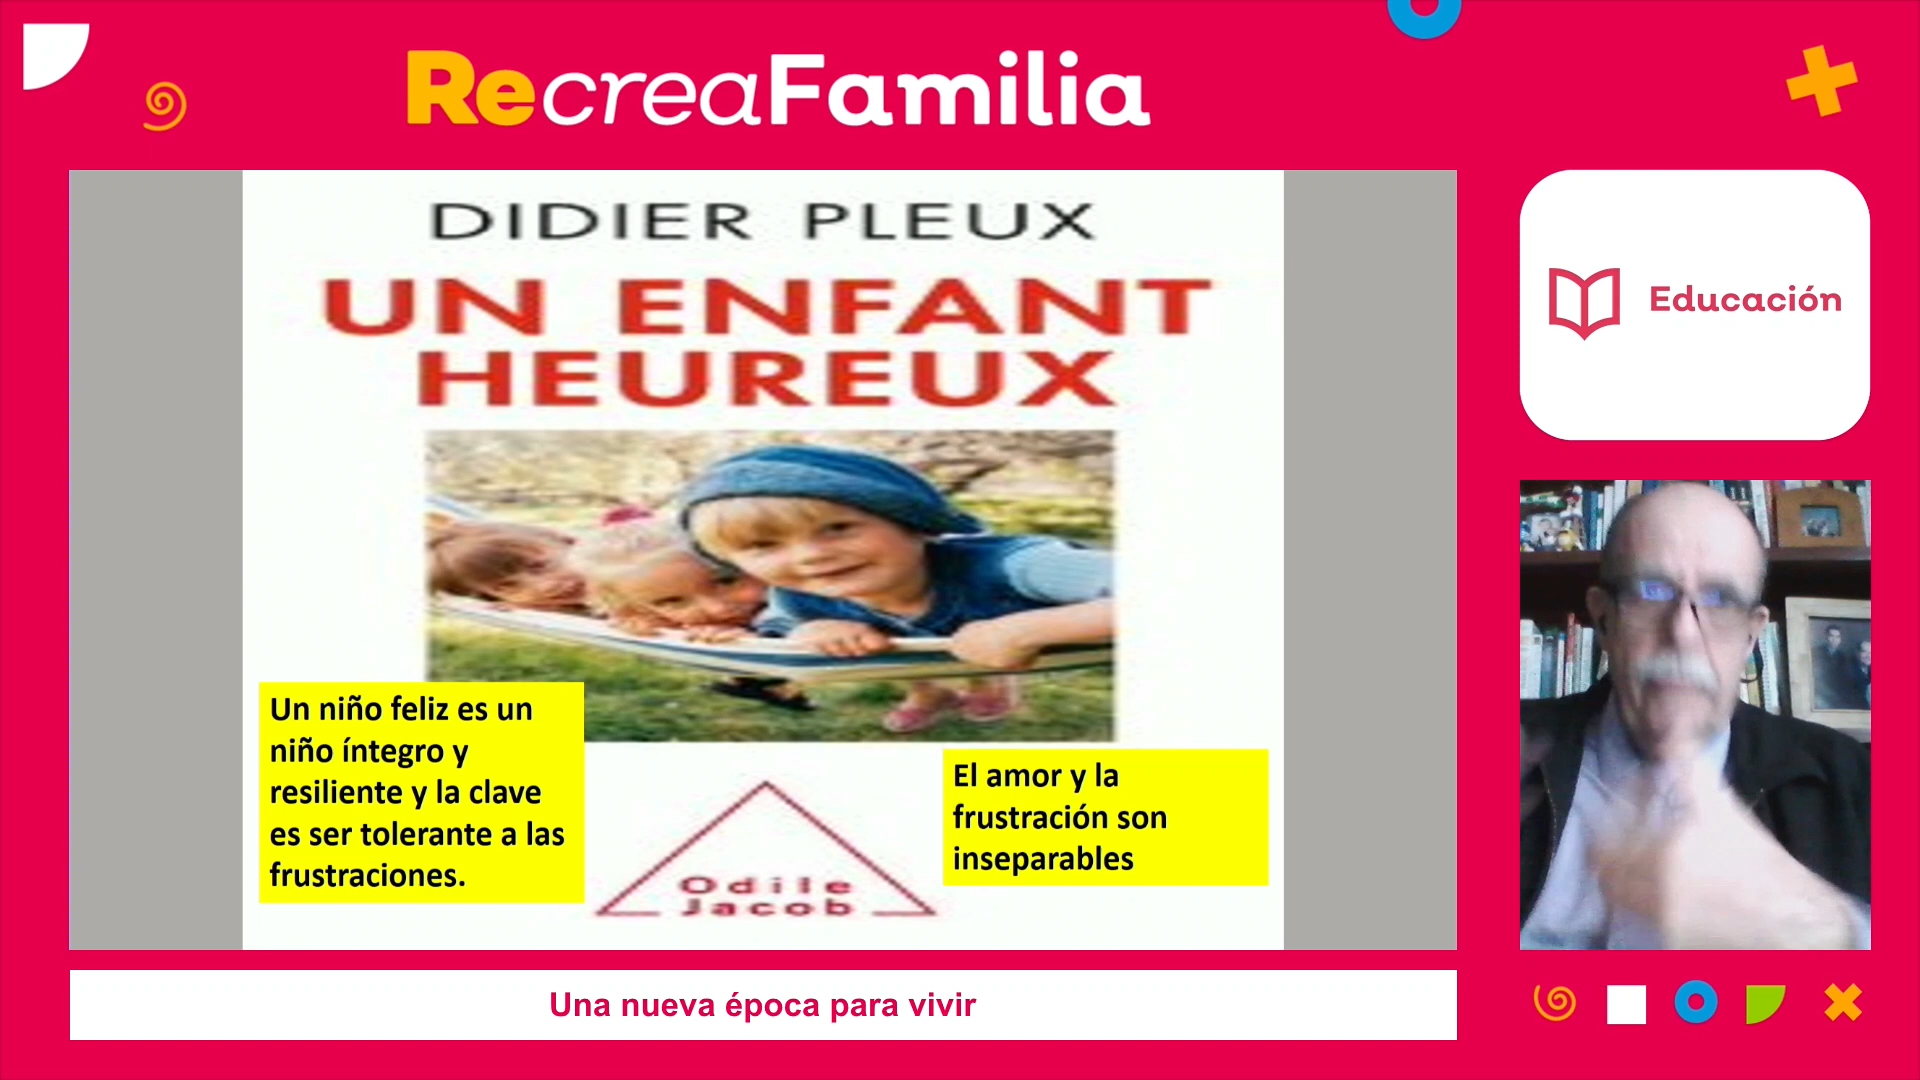 RecreaFamilia
DIDIER PLEUX
UN ENFANT
HEUREUX
Un niño feliz es un
niño íntegro y
resiliente y la clave
es ser tolerante a las
frustraciones.
El amor y la
frustración son
inseparables
Odile
Jacob
Educación
Una nueva época para vivir